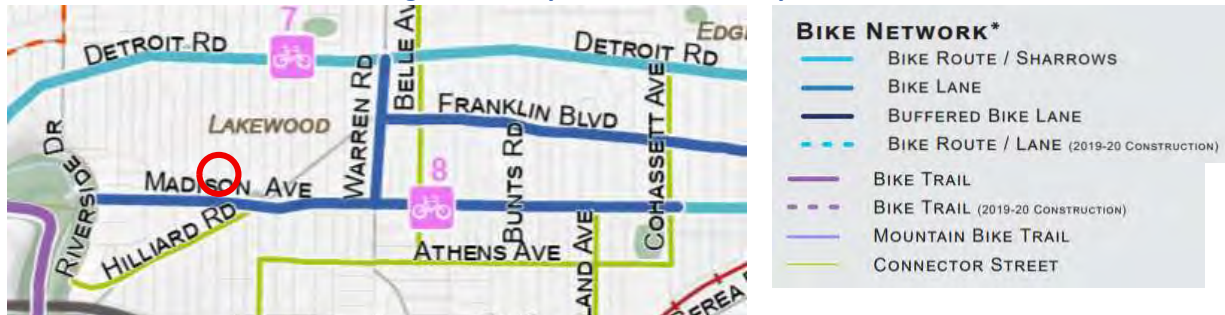 7
DETROIT RD
BELLE AV
DETROIT RD
EDG
WARREN RD
LAKEWOOD
FRANKLIN BLVD
COHASSETT AVE
RIVERSIDE DR
MADISON AVE
8
BUNTS RD
HILLIARD RD
ATHENS AVE
LAND AVE
BEREA
BIKE NETWORK*
BIKE ROUTE / SHARROWS
BIKE LANE
BUFFERED BIKE LANE
BIKE ROUTE / LANE (2019-20 CONSTRUCTION)
BIKE TRAIL
BIKE TRAIL (2019-20 CONSTRUCTION)
MOUNTAIN BIKE TRAIL
CONNECTOR STREET